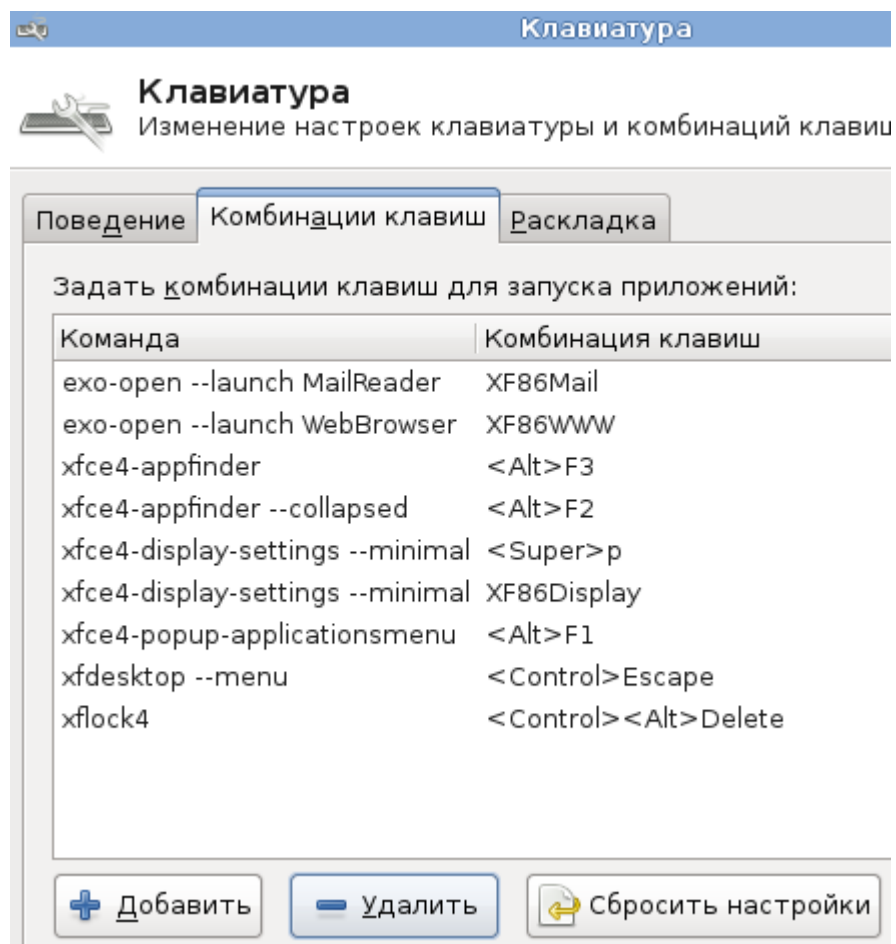 Клавиатура
Клавиатура
Изменение настроек клавиатуры и комбинаций
Поведение Комбинации клавиш Раскладка
Задать комбинации клавиш для запуска приложений:
Команда Комбинация клавиш
exo-open --launch MailReader XF86Mail
exo-open --launch WebBrowser XF86WWW
xfce4-appfinder <Alt>F3
xfce4-appfinder --collapsed <Alt>F2
xfce4-display-settings --minimal <Super>p
xfce4-display-settings --minimal XF86Display
xfce4-popup-applicationsmenu <Alt>F1
xfdesktop --menu <Control>Escape
xflock4 <Control><Alt>Delete
Добавить Удалить Сбросить настройки